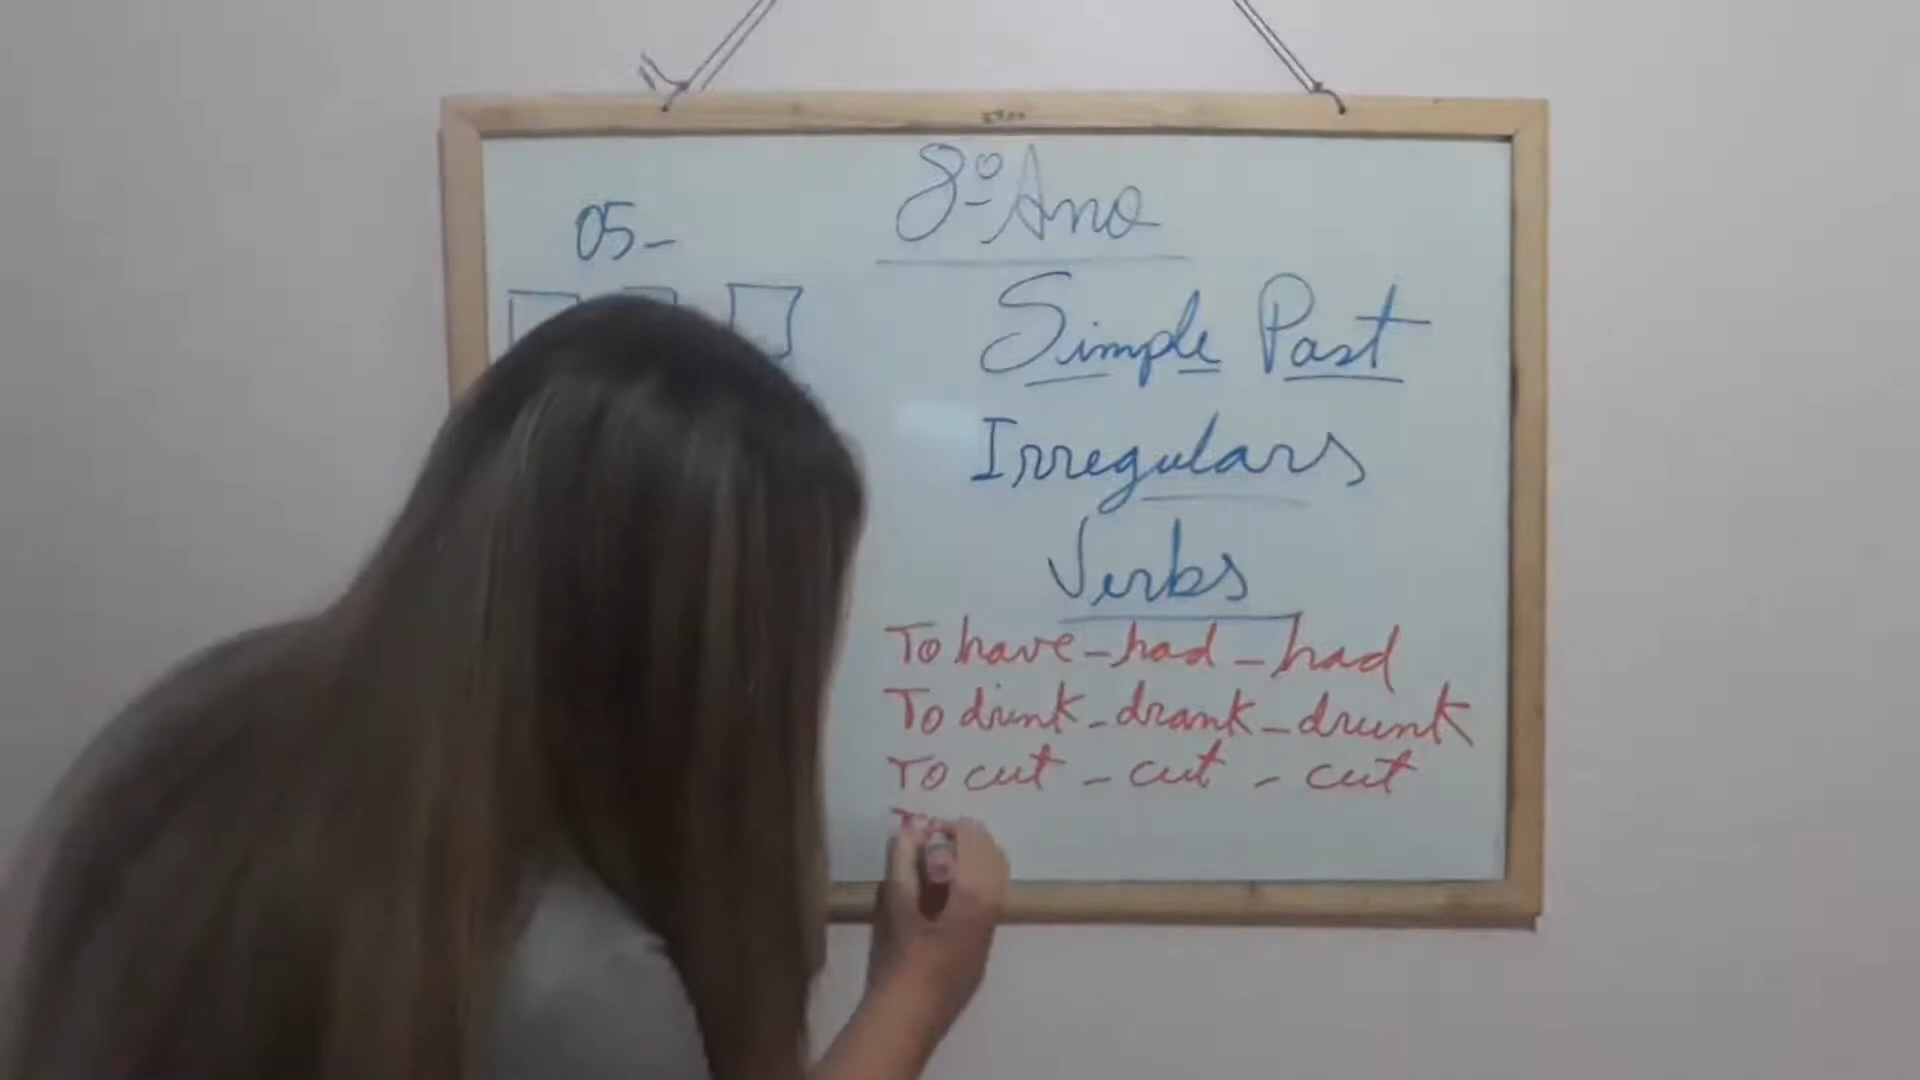 8º Ano
05-
Simple Past
Irregulars
Verbs
To have - had - had
To drink - drank - drunk
To cut - cut - cut
To